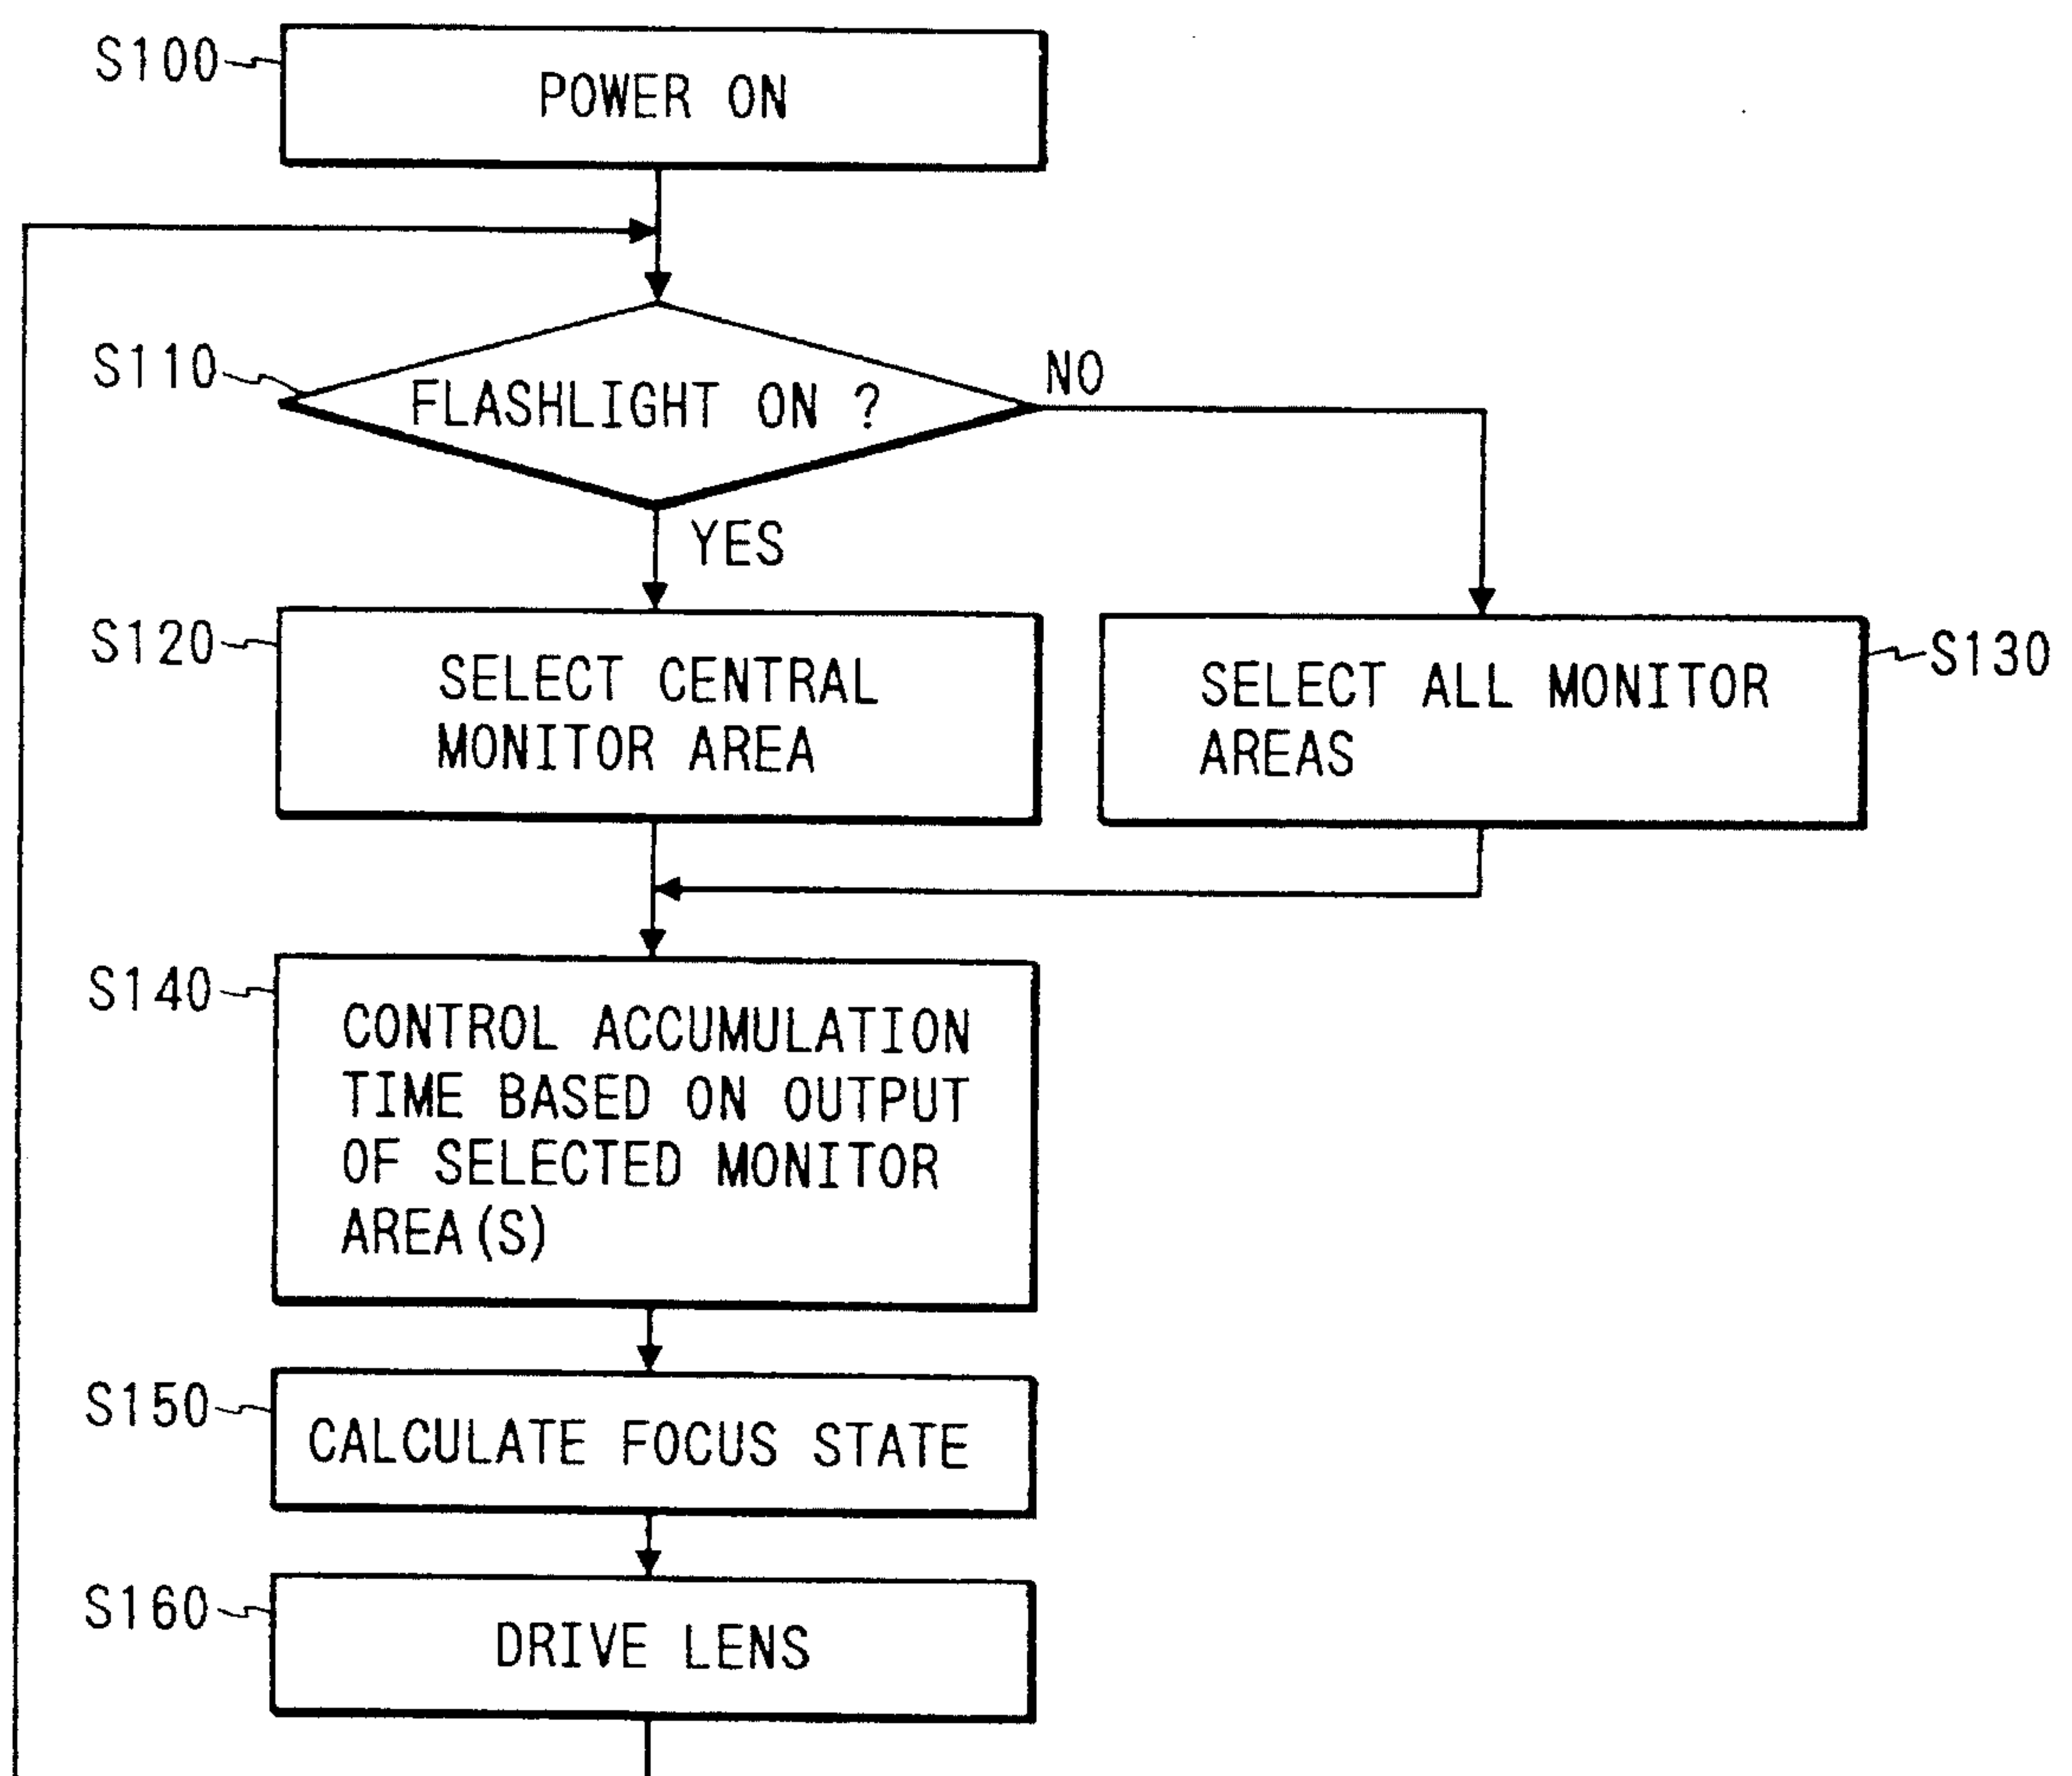 S100
POWER ON
S110
FLASHLIGHT ON ?
NO
YES
S120
SELECT CENTRAL
MONITOR AREA
SELECT ALL MONITOR
AREAS
S130
S140
CONTROL ACCUMULATION
TIME BASED ON OUTPUT
OF SELECTED MONITOR
AREA(S)
S150
CALCULATE FOCUS STATE
S160
DRIVE LENS